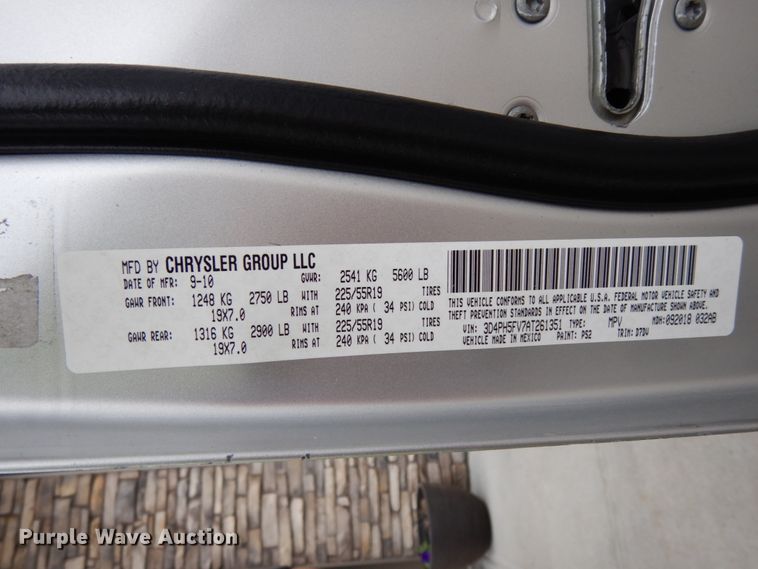 MFD BY CHRYSLER GROUP LLC
DATE OF MFR: 9-10 GVWR: 2541 KG 5600 LB
GAWR FRONT: 1248 KG 2750 LB WITH 225/55R19 TIRES
19X7.0 RIMS AT 240 KPA ( 34 PSI) COLD
GAWR REAR: 1316 KG 2900 LB WITH 225/55R19 TIRES
19X7.0 RIMS AT 240 KPA ( 34 PSI) COLD
THIS VEHICLE CONFORMS TO ALL APPLICABLE U.S.A. FEDERAL MOTOR VEHICLE SAFETY AND
THEFT PREVENTION STANDARDS IN EFFECT ON THE DATE OF MANUFACTURE SHOWN ABOVE.
VIN: 3D4PH5FV7AT261351 TYPE: MPV MDH: 092018 032AB
VEHICLE MADE IN MEXICO PAINT: PS2 TRIM: D7DV
Purple Wave Auction